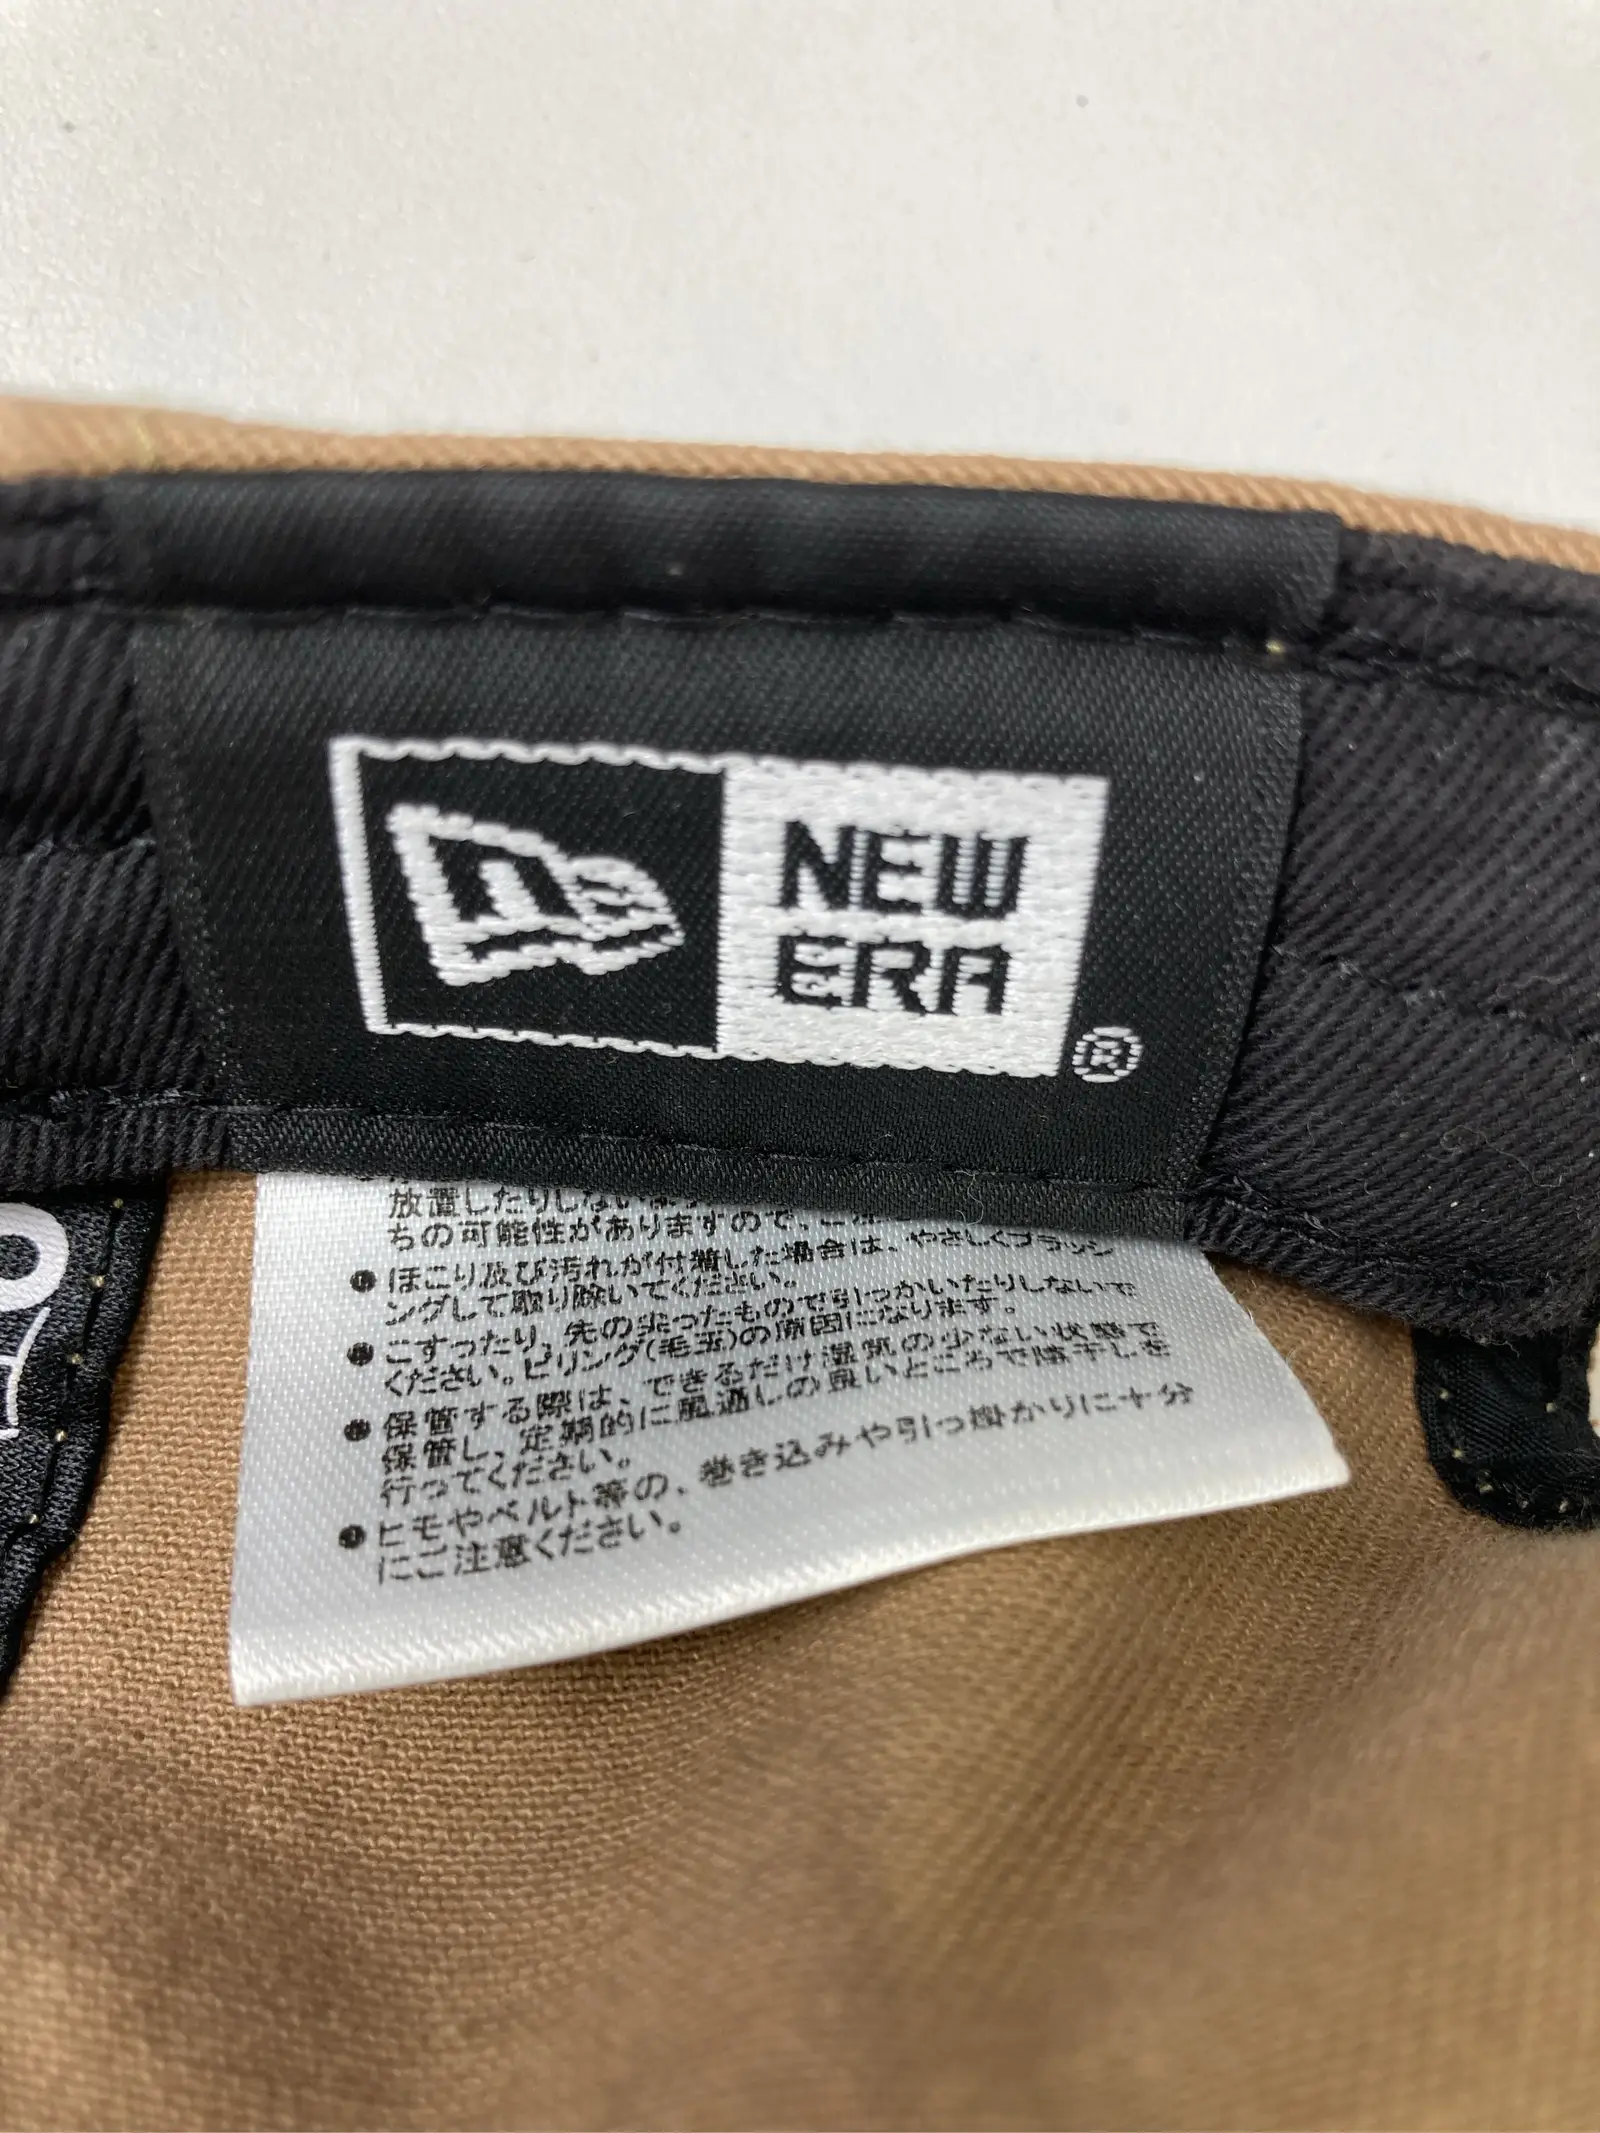 NEW
ERA
®
放置したりしない
ちの可能性がありますので、
●ほこり及び汚れが付着した場合は、やさしくブラッシ
ングして取り除いてください。
●こすったり、先の尖ったもので引っかいたりしないで
ください。ピリング(毛玉)の原因になります。
●保管する際は、できるだけ湿気の少ない状態で
保管し、定期的に風通しの良いところで陰干しを
行ってください。
●ヒモやベルト等の、巻き込みや引っ掛かりに十分
にご注意ください。